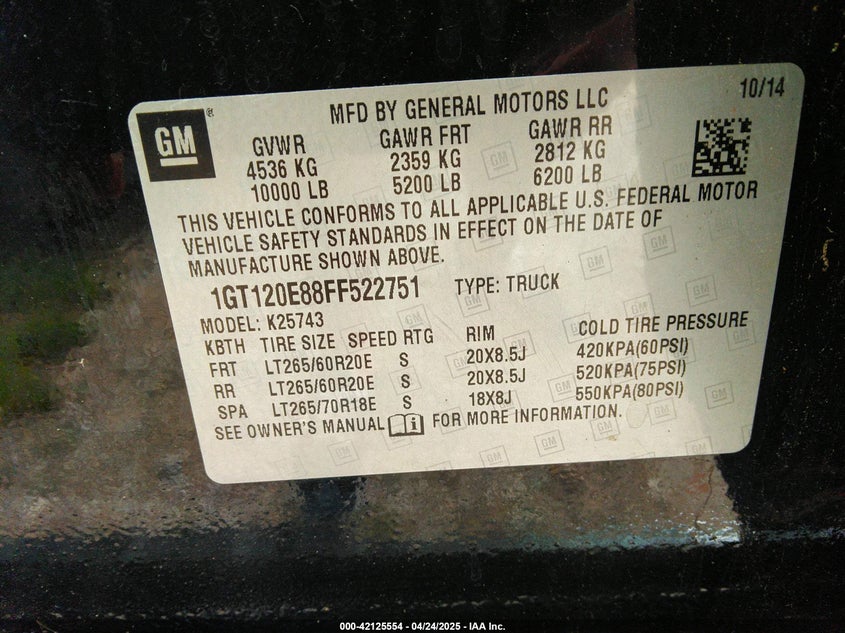 MFD BY GENERAL MOTORS LLC 10/14
GM ®
GVWR GAWR FRT GAWR RR
4536 KG 2359 KG 2812 KG
10000 LB 5200 LB 6200 LB
THIS VEHICLE CONFORMS TO ALL APPLICABLE U.S. FEDERAL MOTOR
VEHICLE SAFETY STANDARDS IN EFFECT ON THE DATE OF
MANUFACTURE SHOWN ABOVE.
1GT120E88FF522751 TYPE: TRUCK
MODEL: K25743
KBTH TIRE SIZE SPEED RTG RIM COLD TIRE PRESSURE
FRT LT265/60R20E S 20X8.5J 420KPA(60PSI)
RR LT265/60R20E S 20X8.5J 520KPA(75PSI)
SPA LT265/70R18E S 18X8J 550KPA(80PSI)
SEE OWNER'S MANUAL i FOR MORE INFORMATION.
000-42125554 - 04/24/2025 - IAA Inc.